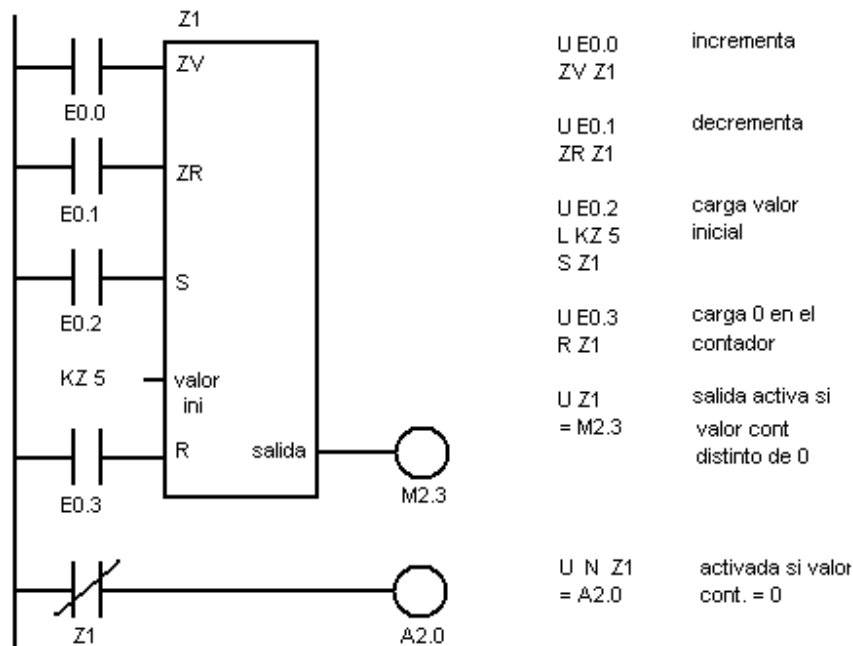 Z1
ZV
E0.0
ZR
E0.1
S
E0.2
KZ 5
valor
ini
R
salida
E0.3
M2.3
Z1
A2.0
U E0.0 incrementa
ZV Z1
U E0.1 decrementa
ZR Z1
U E0.2 carga valor
L KZ 5 inicial
S Z1
U E0.3 carga 0 en el
R Z1 contador
U Z1 salida activa si
= M2.3 valor cont
distinto de 0
U N Z1 activada si valor
= A2.0 cont. = 0